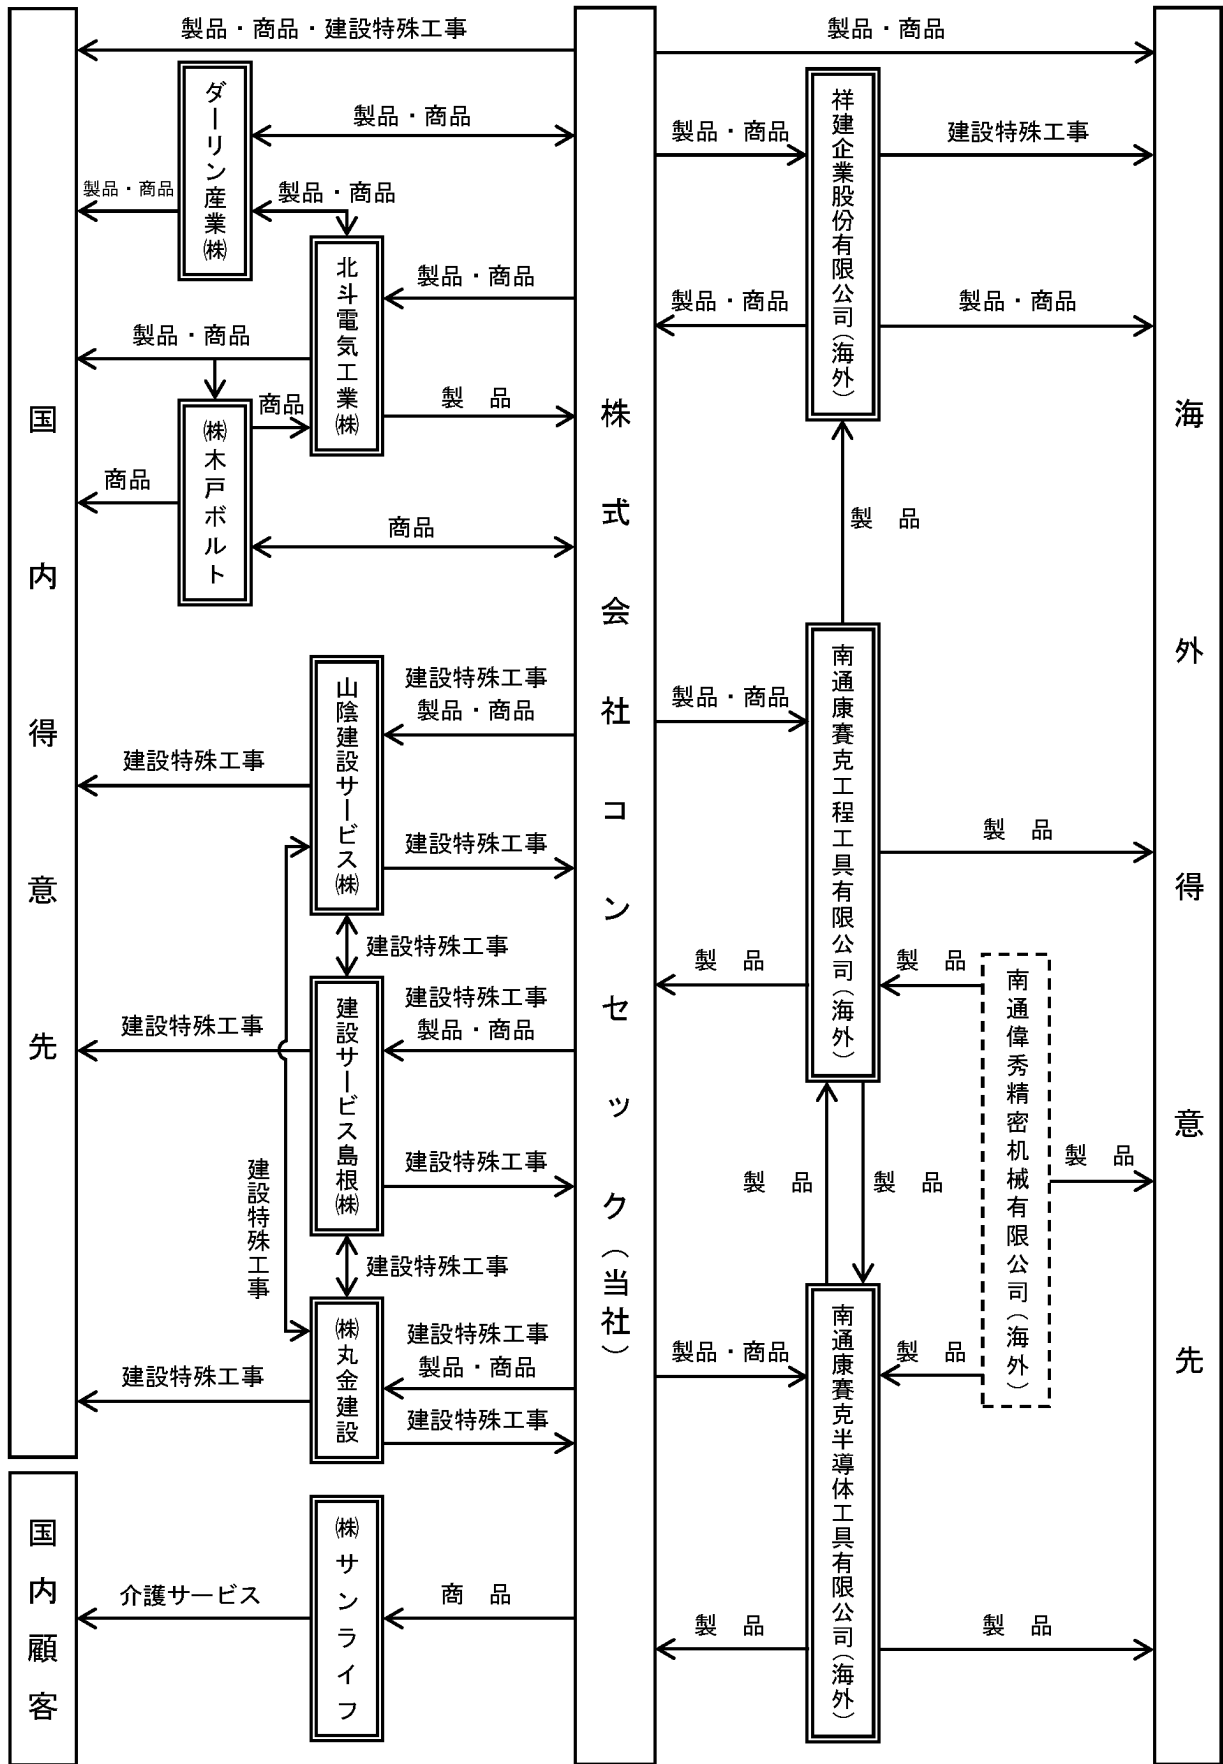 製品・商品・建設特殊工事
製品・商品
ダーリン産業㈱
製品・商品
製品・商品
製品・商品
北斗電気工業㈱
製品・商品
製品・商品
製　品
商品
㈱木戸ボルト
商品
商品
国内得意先
山陰建設サービス㈱
建設特殊工事
製品・商品
建設特殊工事
建設特殊工事
建設特殊工事
建設サービス島根㈱
建設特殊工事
製品・商品
建設特殊工事
建設特殊工事
建設特殊工事
建設特殊工事
㈱丸金建設
建設特殊工事
製品・商品
建設特殊工事
建設特殊工事
国内顧客
㈱サンライフ
介護サービス
商　品
株式会社コンセック（当社）
祥建企業股份有限公司（海外）
製品・商品
建設特殊工事
製品・商品
製品・商品
製　品
南通康賽克工程工具有限公司（海外）
製品・商品
製　品
製　品
製　品
南通偉秀精密机械有限公司（海外）
製　品
製　品
製　品
製　品
南通康賽克半導体工具有限公司（海外）
製品・商品
製　品
製　品
海外得意先